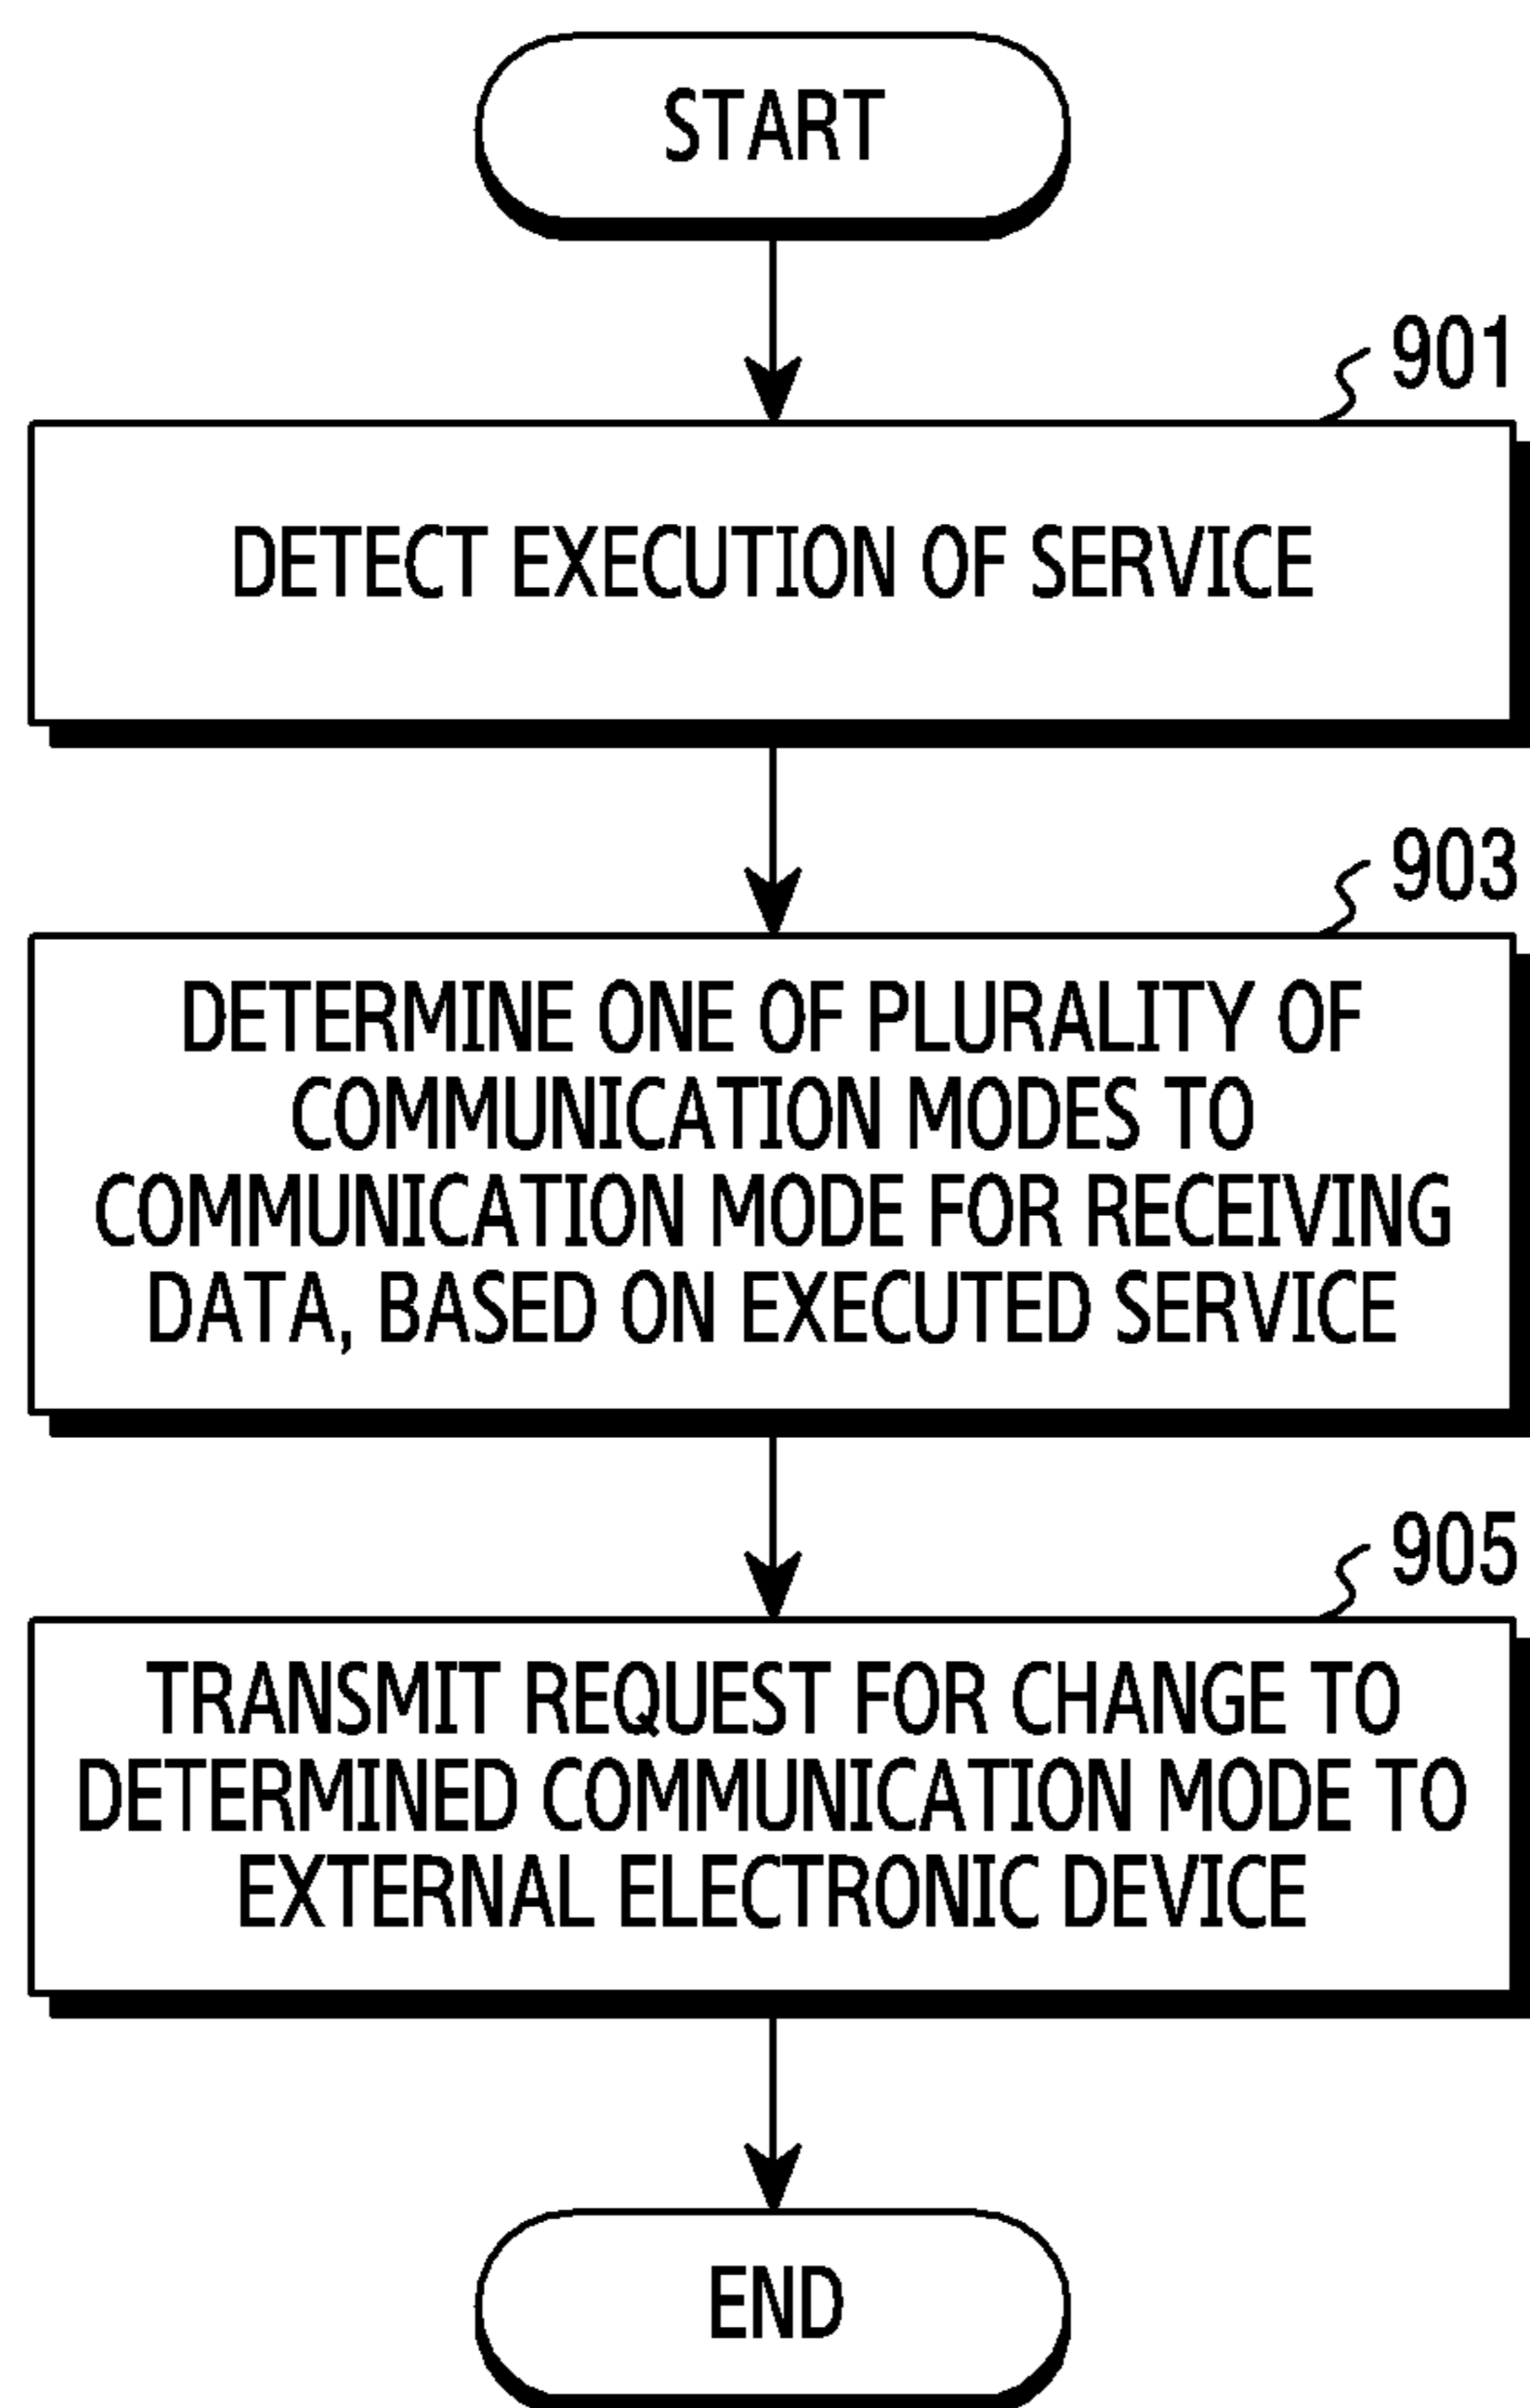 START
901
DETECT EXECUTION OF SERVICE
903
DETERMINE ONE OF PLURALITY OF
COMMUNICATION MODES TO
COMMUNICATION MODE FOR RECEIVING
DATA, BASED ON EXECUTED SERVICE
905
TRANSMIT REQUEST FOR CHANGE TO
DETERMINED COMMUNICATION MODE TO
EXTERNAL ELECTRONIC DEVICE
END